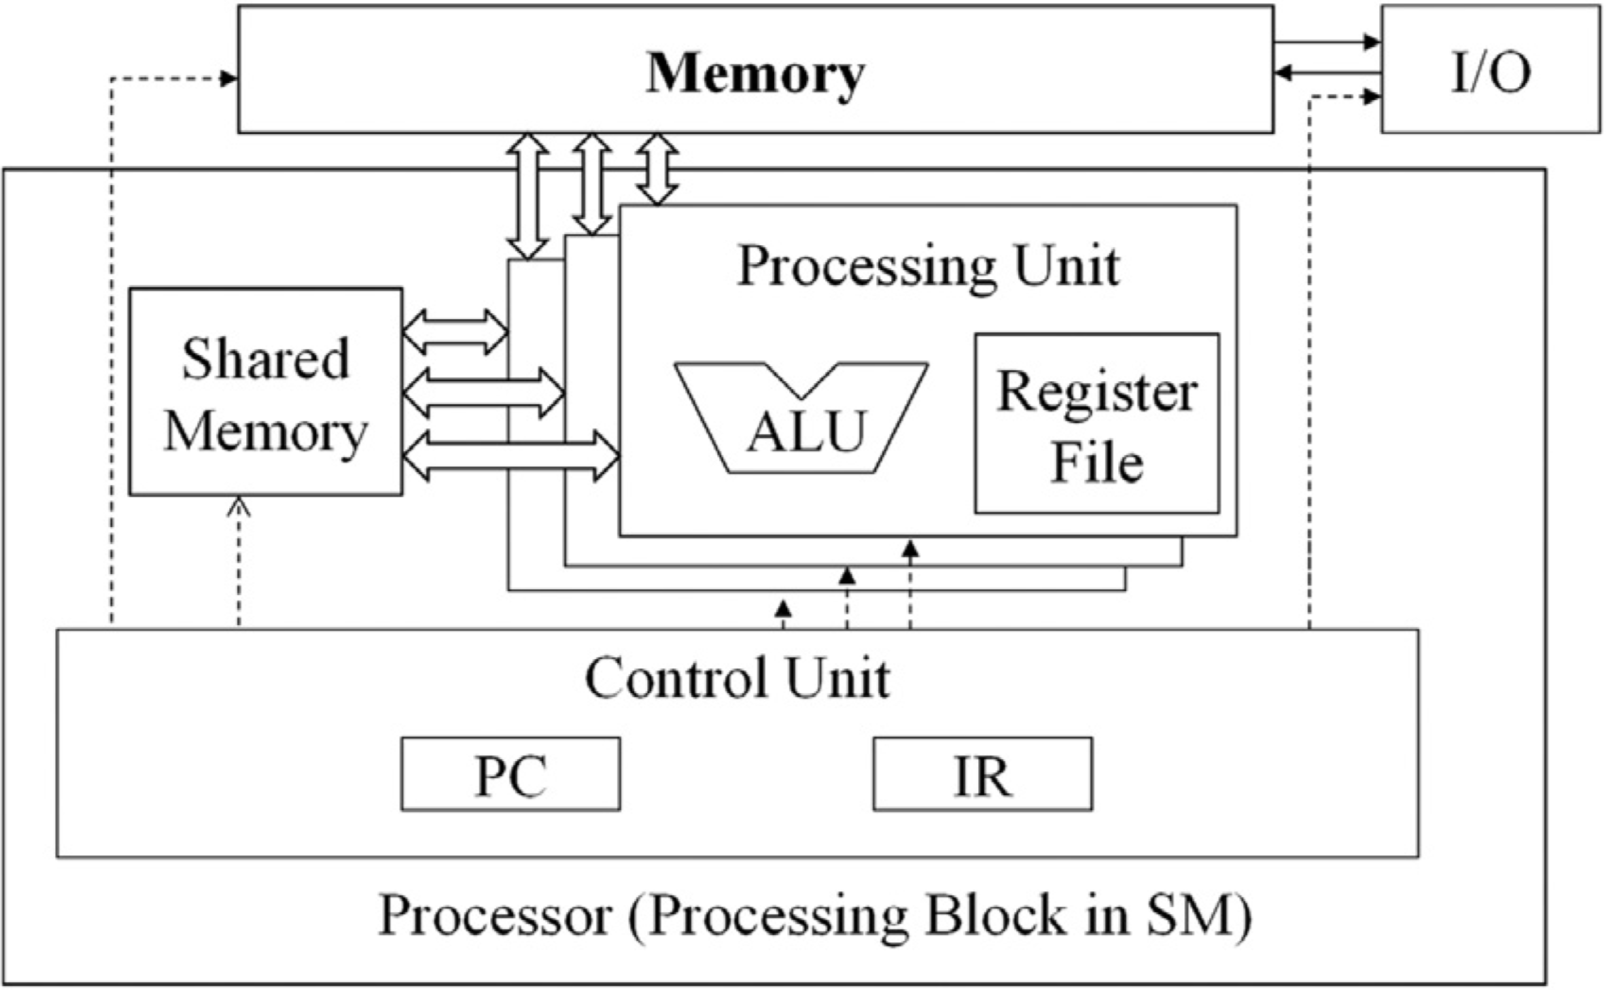 Memory
I/O
Processing Unit
Shared
Memory
ALU
Register
File
Control Unit
PC
IR
Processor (Processing Block in SM)